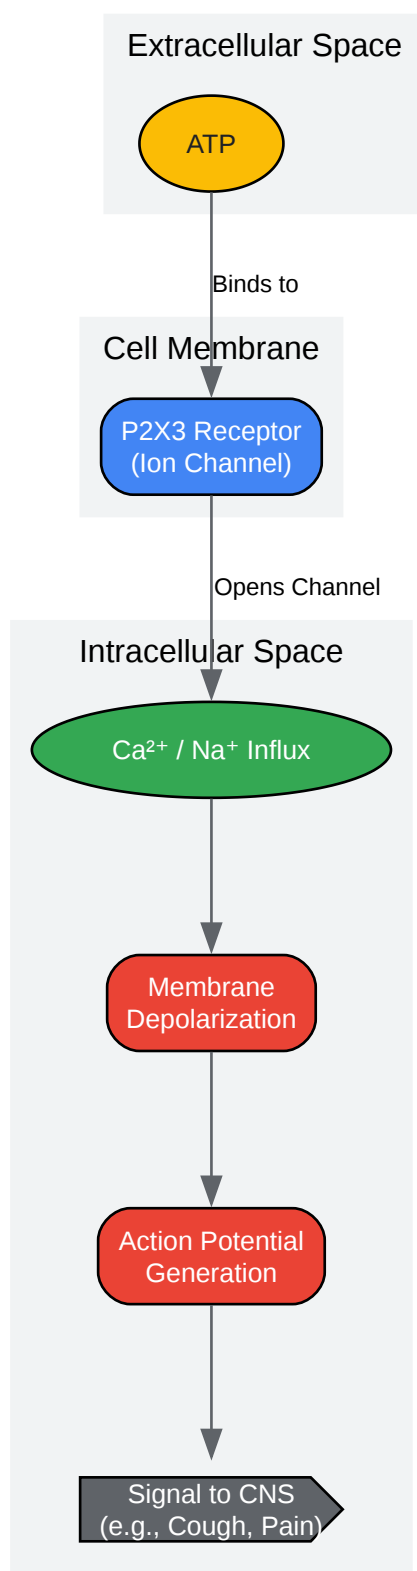 Extracellular Space
ATP
Binds to
Cell Membrane
P2X3 Receptor
(Ion Channel)
Opens Channel
Intracellular Space
Ca²⁺ / Na⁺ Influx
Membrane
Depolarization
Action Potential
Generation
Signal to CNS
(e.g., Cough, Pain)